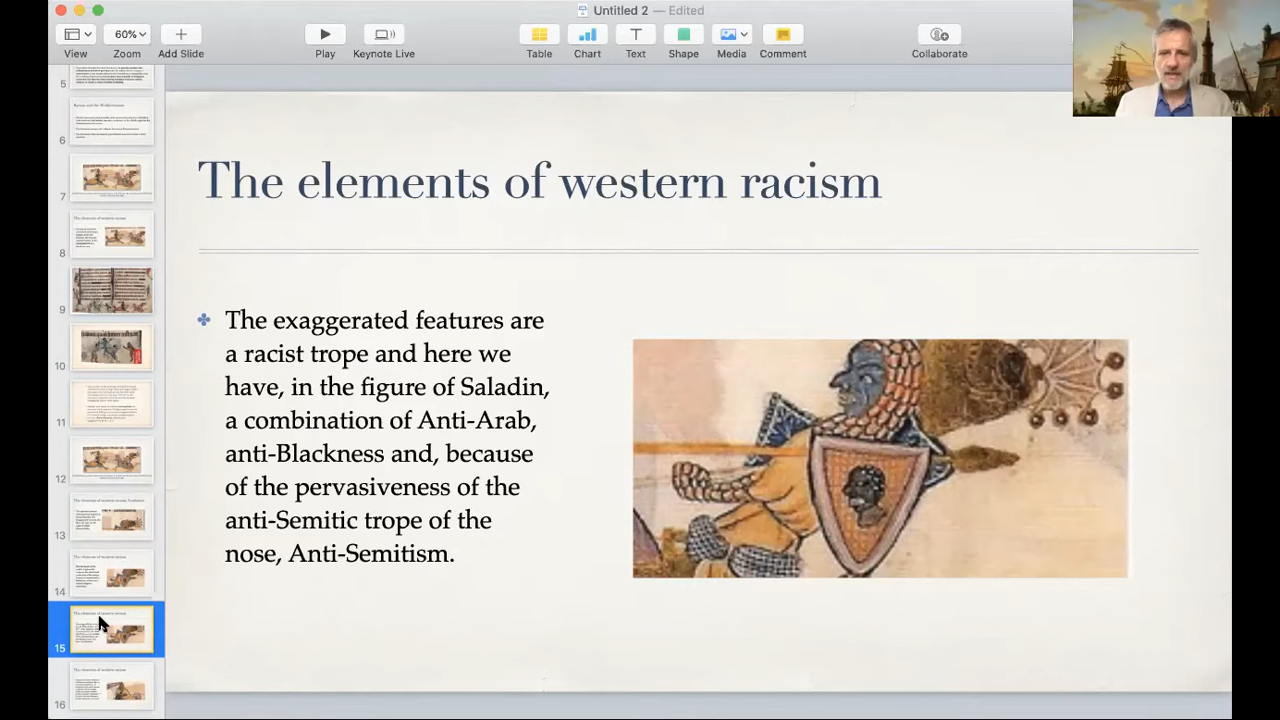 Untitled 2 — Edited
60%
View
Zoom
Add Slide
Play
Keynote Live
Table
Chart
Text
Shape
Media
Comment
Collaborate
5
6
7
8
9
10
11
12
13
14
15
16
The elements of western racism
The exaggerated features are
a racist trope and here we
have, in the figure of Saladin,
a combination of Anti-Arab,
anti-Blackness and, because
of the pervasiveness of the
anti-Semitic trope of the
nose, Anti-Semitism.